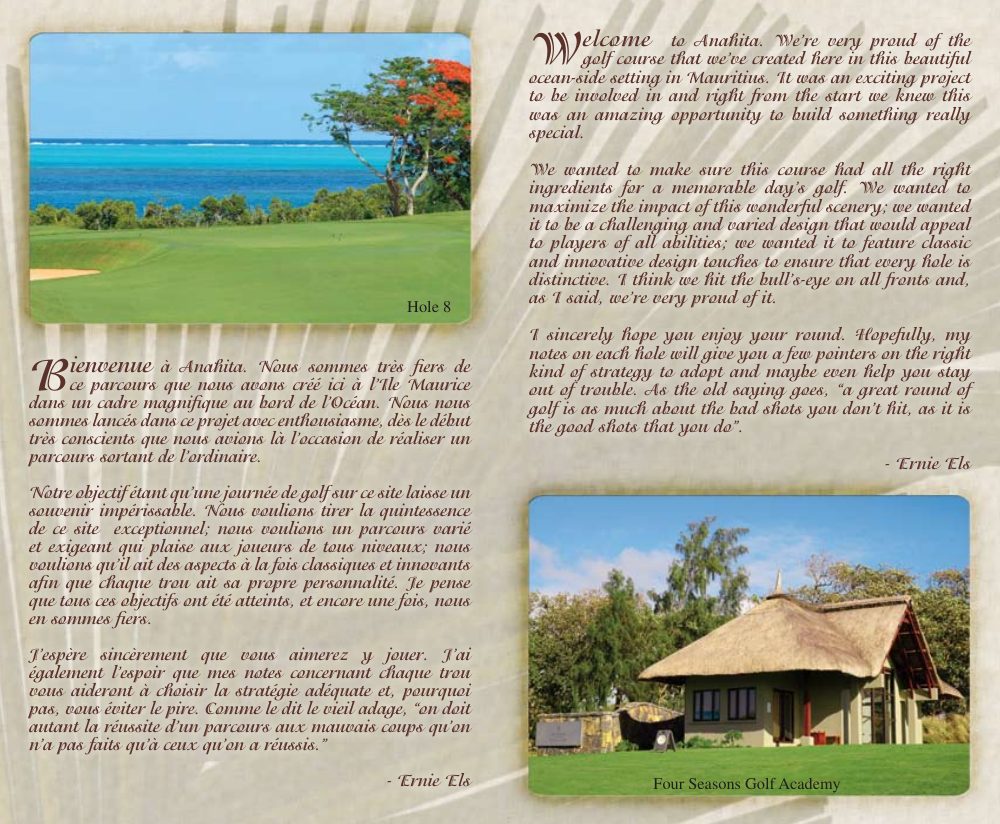 Hole 8
Bienvenue à Anahita. Nous sommes très fiers de
ce parcours que nous avons créé ici à l'Ile Maurice
dans un cadre magnifique au bord de l'Océan. Nous nous
sommes lancés dans ce projet avec enthousiasme, dès le début
très conscients que nous avions là l'occasion de réaliser un
parcours sortant de l'ordinaire.
Notre objectif étant qu'une journée de golf sur ce site laisse un
souvenir impérissable. Nous voulions tirer la quintessence
de ce site exceptionnel; nous voulions un parcours varié
et exigeant qui plaise aux joueurs de tous niveaux; nous
voulions qu'il ait des aspects à la fois classiques et innovants
afin que chaque trou ait sa propre personnalité. Je pense
que tous ces objectifs ont été atteints, et encore une fois, nous
en sommes fiers.
J'espère sincèrement que vous aimerez y jouer. J'ai
également l'espoir que mes notes concernant chaque trou
vous aideront à choisir la stratégie adéquate et, pourquoi
pas, vous éviter le pire. Comme le dit le vieil adage, "on doit
autant la réussite d'un parcours aux mauvais coups qu'on
n'a pas faits qu'à ceux qu'on a réussis."
- Ernie Els
Welcome to Anahita. We're very proud of the
golf course that we've created here in this beautiful
ocean-side setting in Mauritius. It was an exciting project
to be involved in and right from the start we knew this
was an amazing opportunity to build something really
special.
We wanted to make sure this course had all the right
ingredients for a memorable day's golf. We wanted to
maximize the impact of this wonderful scenery; we wanted
it to be a challenging and varied design that would appeal
to players of all abilities; we wanted it to feature classic
and innovative design touches to ensure that every hole is
distinctive. I think we hit the bull's-eye on all fronts and,
as I said, we're very proud of it.
I sincerely hope you enjoy your round. Hopefully, my
notes on each hole will give you a few pointers on the right
kind of strategy to adopt and maybe even help you stay
out of trouble. As the old saying goes, "a great round of
golf is as much about the bad shots you don't hit, as it is
the good shots that you do".
- Ernie Els
Four Seasons Golf Academy